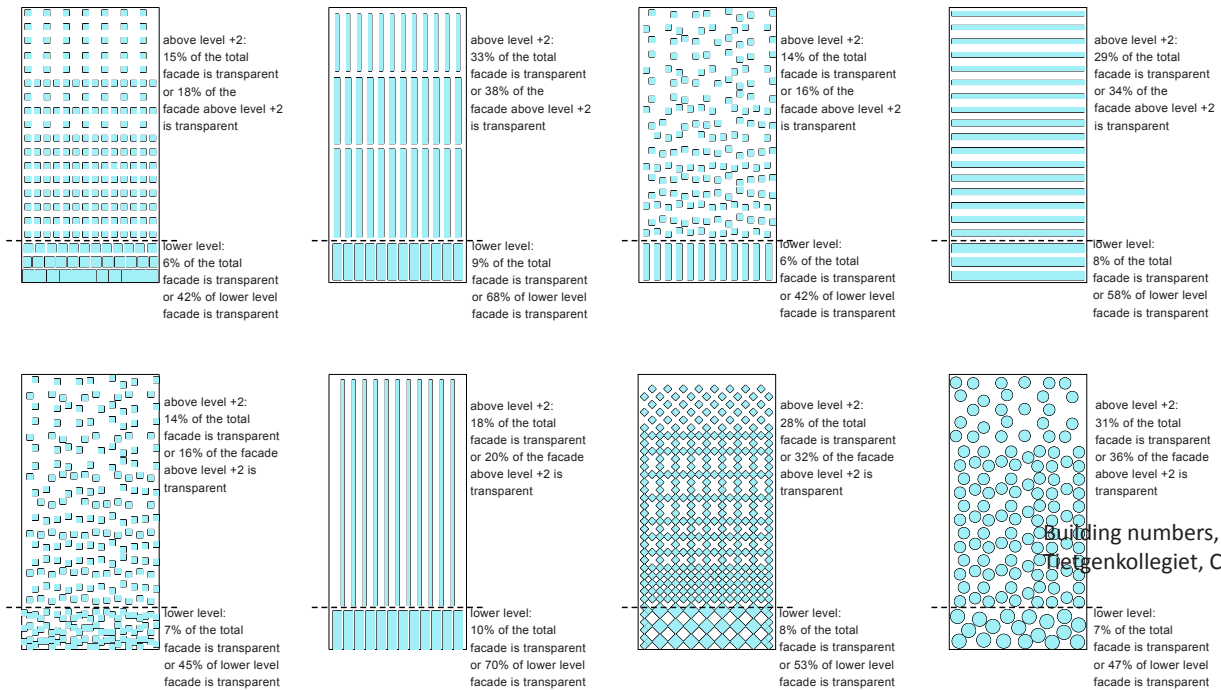 above level +2:
15% of the total
facade is transparent
or 18% of the
facade above level +2
is transparent
lower level:
6% of the total
facade is transparent
or 42% of lower level
facade is transparent
above level +2:
33% of the total
facade is transparent
or 38% of the
facade above level +2
is transparent
lower level:
9% of the total
facade is transparent
or 68% of lower level
facade is transparent
above level +2:
14% of the total
facade is transparent
or 16% of the
facade above level +2
is transparent
lower level:
6% of the total
facade is transparent
or 42% of lower level
facade is transparent
above level +2:
29% of the total
facade is transparent
or 34% of the
facade above level +2
is transparent
lower level:
8% of the total
facade is transparent
or 58% of lower level
facade is transparent
above level +2:
14% of the total
facade is transparent
or 16% of the facade
above level +2 is
transparent
lower level:
7% of the total
facade is transparent
or 45% of lower level
facade is transparent
above level +2:
18% of the total
facade is transparent
or 20% of the facade
above level +2 is
transparent
lower level:
10% of the total
facade is transparent
or 70% of lower level
facade is transparent
above level +2:
28% of the total
facade is transparent
or 32% of the facade
above level +2 is
transparent
lower level:
8% of the total
facade is transparent
or 53% of lower level
facade is transparent
above level +2:
31% of the total
facade is transparent
or 36% of the facade
above level +2 is
transparent
Building numbers,
Tietgenkollegiet, C
lower level:
7% of the total
facade is transparent
or 47% of lower level
facade is transparent